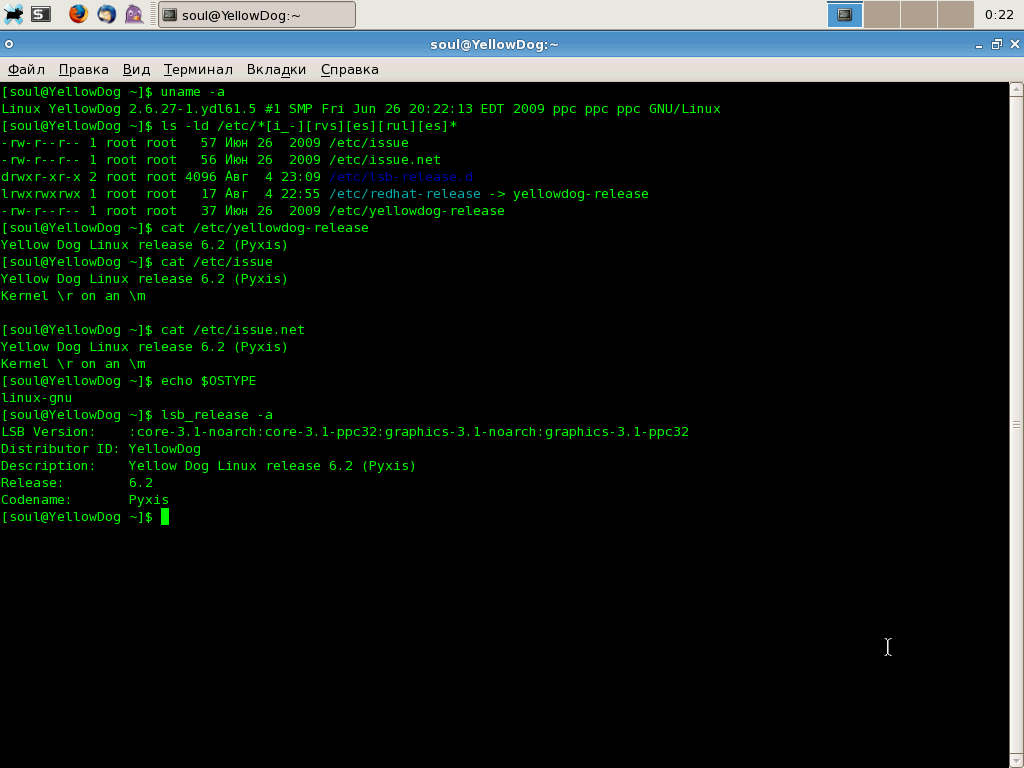 soul@YellowDog:~
0:22
soul@YellowDog:~
Файл Правка Вид Терминал Вкладки Справка
[soul@YellowDog ~]$ uname -a
Linux YellowDog 2.6.27-1.ydl61.5 #1 SMP Fri Jun 26 20:22:13 EDT 2009 ppc ppc ppc GNU/Linux
[soul@YellowDog ~]$ ls -ld /etc/*[i_-][rvs][es][rul][es]*
-rw-r--r-- 1 root root   57 Июн 26  2009 /etc/issue
-rw-r--r-- 1 root root   56 Июн 26  2009 /etc/issue.net
drwxr-xr-x 2 root root 4096 Авг  4 23:09 /etc/lsb-release.d
lrwxrwxrwx 1 root root   17 Авг  4 22:55 /etc/redhat-release -> yellowdog-release
-rw-r--r-- 1 root root   37 Июн 26  2009 /etc/yellowdog-release
[soul@YellowDog ~]$ cat /etc/yellowdog-release
Yellow Dog Linux release 6.2 (Pyxis)
[soul@YellowDog ~]$ cat /etc/issue
Yellow Dog Linux release 6.2 (Pyxis)
Kernel \r on an \m
[soul@YellowDog ~]$ cat /etc/issue.net
Yellow Dog Linux release 6.2 (Pyxis)
Kernel \r on an \m
[soul@YellowDog ~]$ echo $OSTYPE
linux-gnu
[soul@YellowDog ~]$ lsb_release -a
LSB Version:    :core-3.1-noarch:core-3.1-ppc32:graphics-3.1-noarch:graphics-3.1-ppc32
Distributor ID: YellowDog
Description:    Yellow Dog Linux release 6.2 (Pyxis)
Release:        6.2
Codename:       Pyxis
[soul@YellowDog ~]$